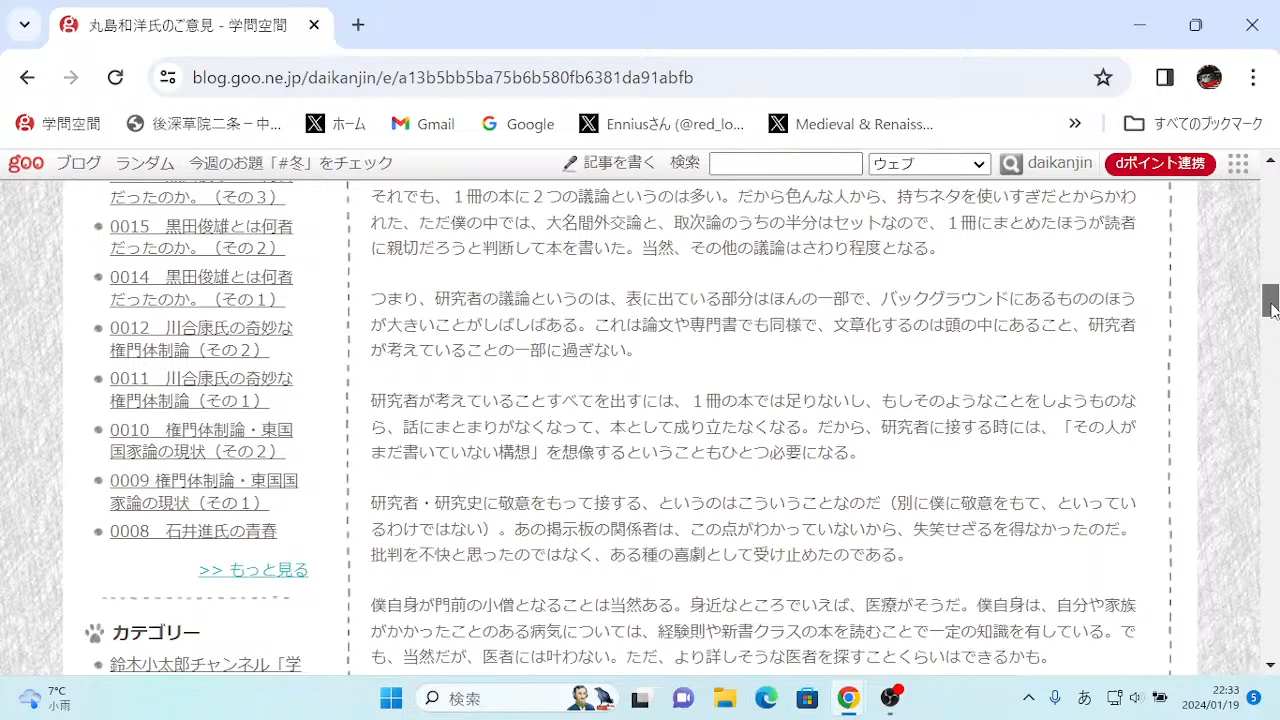 丸島和洋氏のご意見 - 学問空間
blog.goo.ne.jp/daikanjin/e/a13b5bb5ba75b6b580fb6381da91abfb
学問空間
後深草院二条－中...
ホーム
Gmail
Google
Enniusさん (@red_lo...
Medieval & Renaiss...
すべてのブックマーク
goo ブログ ランダム 今週のお題「#冬」をチェック
記事を書く 検索 ウェブ daikanjin dポイント連携
だったのか。（その３）
0015 黒田俊雄とは何者
だったのか。（その２）
0014 黒田俊雄とは何者
だったのか。（その１）
0012 川合康氏の奇妙な
権門体制論（その２）
0011 川合康氏の奇妙な
権門体制論（その１）
0010 権門体制論・東国
国家論の現状（その２）
0009 権門体制論・東国国
家論の現状（その１）
0008 石井進氏の青春
>> もっと見る
カテゴリー
鈴木小太郎チャンネル「学
それでも、１冊の本に２つの議論というのは多い。だから色んな人から、持ちネタを使いすぎだとからかわ
れた、ただ僕の中では、大名間外交論と、取次論のうちの半分はセットなので、１冊にまとめたほうが読者
に親切だろうと判断して本を書いた。当然、その他の議論はさわり程度となる。
つまり、研究者の議論というのは、表に出ている部分はほんの一部で、バックグラウンドにあるもののほう
が大きいことがしばしばある。これは論文や専門書でも同様で、文章化するのは頭の中にあること、研究者
が考えていることの一部に過ぎない。
研究者が考えていることすべてを出すには、１冊の本では足りないし、もしそのようなことをしようものな
ら、話にまとまりがなくなって、本として成り立たなくなる。だから、研究者に接する時には、「その人が
まだ書いていない構想」を想像するということもひとつ必要になる。
研究者・研究史に敬意をもって接する、というのはこういうことなのだ（別に僕に敬意をもて、といってい
るわけではない）。あの掲示板の関係者は、この点がわかっていないから、失笑せざるを得なかったのだ。
批判を不快と思ったのではなく、ある種の喜劇として受け止めたのである。
僕自身が門前の小僧となることは当然ある。身近なところでいえば、医療がそうだ。僕自身は、自分や家族
がかかったことのある病気については、経験則や新書クラスの本を読むことで一定の知識を有している。で
も、当然だが、医者には叶わない。ただ、より詳しそうな医者を探すことくらいはできるかも。
7°C
小雨
検索
あ
22:33
2024/01/19
5